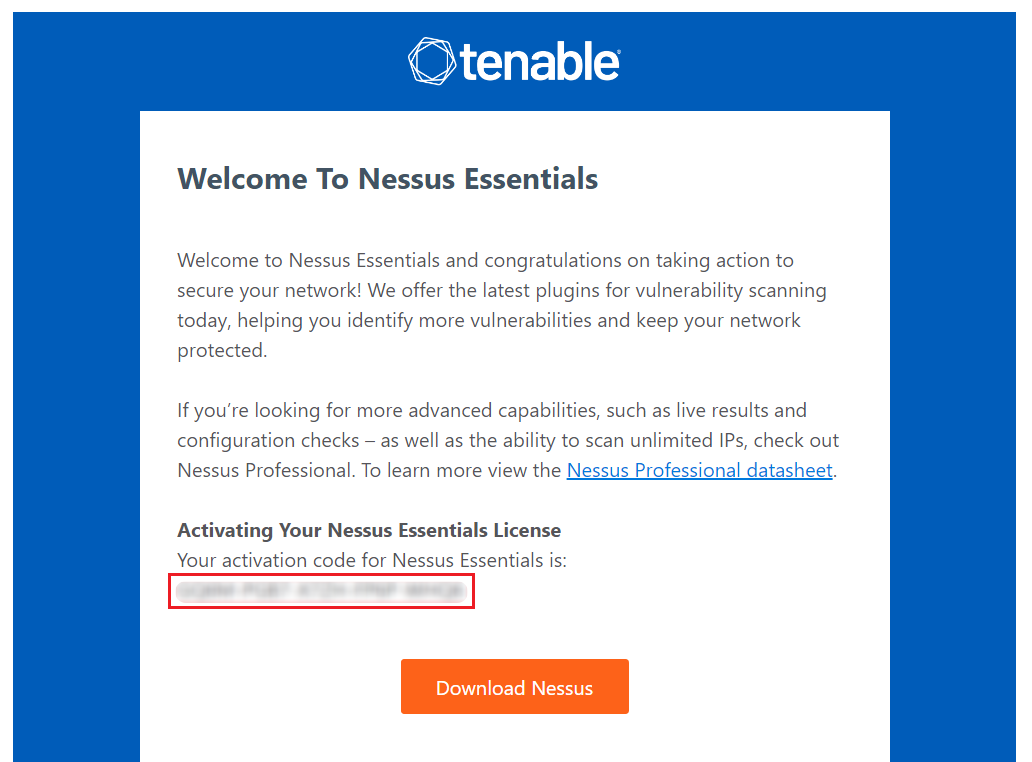 tenable®
Welcome To Nessus Essentials
Welcome to Nessus Essentials and congratulations on taking action to
secure your network! We offer the latest plugins for vulnerability scanning
today, helping you identify more vulnerabilities and keep your network
protected.
If you’re looking for more advanced capabilities, such as live results and
configuration checks – as well as the ability to scan unlimited IPs, check out
Nessus Professional. To learn more view the Nessus Professional datasheet.
Activating Your Nessus Essentials License
Your activation code for Nessus Essentials is:
Download Nessus